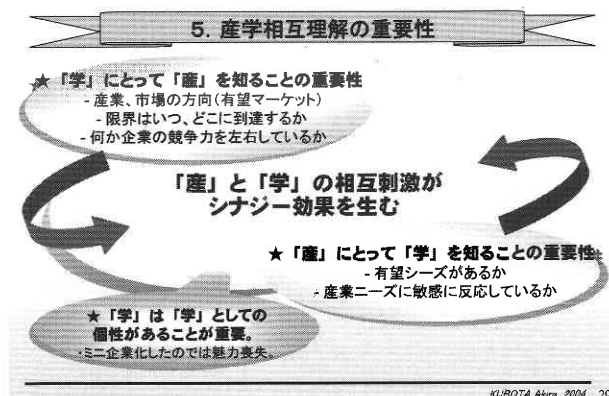 5. 産学相互理解の重要性
★「学」にとって「産」を知ることの重要性
- 産業、市場の方向(有望マーケット)
- 限界はいつ、どこに到達するか
- 何か企業の競争力を左右しているか
「産」と「学」の相互刺激が
シナジー効果を生む
★「産」にとって「学」を知ることの重要性
- 有望シーズがあるか
- 産業ニーズに敏感に反応しているか
★「学」は「学」としての
個性があることが重要。
・ミニ企業化したのでは魅力喪失。
KUBOTA Akira, 2004 29